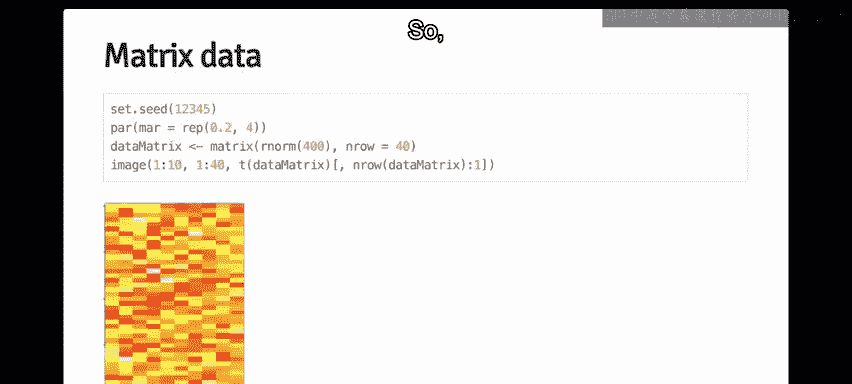 So,
Matrix data
set.seed(12345)
par(mar = rep(0.2, 4))
dataMatrix <- matrix(rnorm(400), nrow = 40)
image(1:10, 1:40, t(dataMatrix)[, nrow(dataMatrix):1])